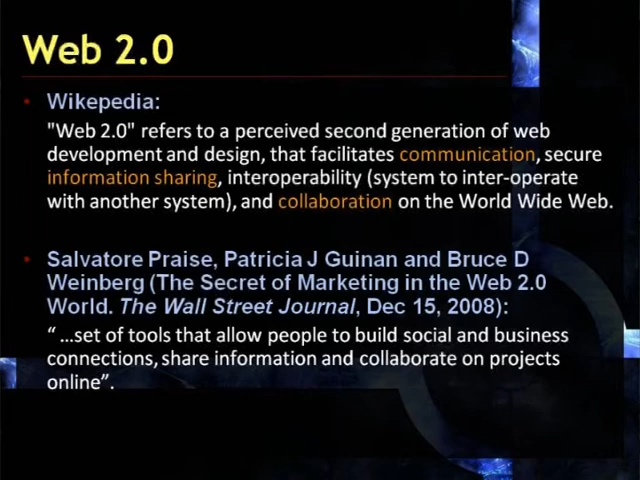 Web 2.0
• Wikepedia:
"Web 2.0" refers to a perceived second generation of web
development and design, that facilitates communication, secure
information sharing, interoperability (system to inter-operate
with another system), and collaboration on the World Wide Web.
• Salvatore Praise, Patricia J Guinan and Bruce D
Weinberg (The Secret of Marketing in the Web 2.0
World. The Wall Street Journal, Dec 15, 2008):
“ …set of tools that allow people to build social and business
connections, share information and collaborate on projects
online”.